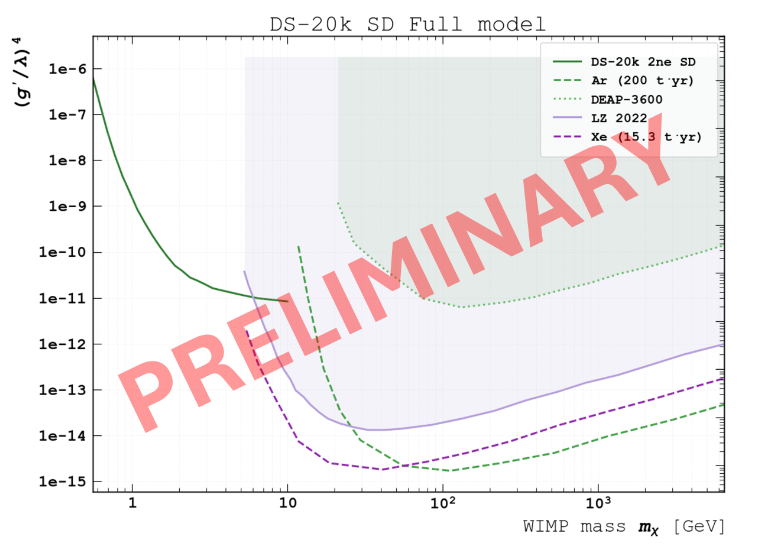 DS-20k SD Full model
(g′/λ)⁴
1e-6
1e-7
1e-8
1e-9
1e-10
1e-11
1e-12
1e-13
1e-14
1e-15
DS-20k 2ne SD
Ar (200 t·yr)
DEAP-3600
LZ 2022
Xe (15.3 t·yr)
PRELIMINARY
1
10
10²
10³
WIMP mass mχ [GeV]